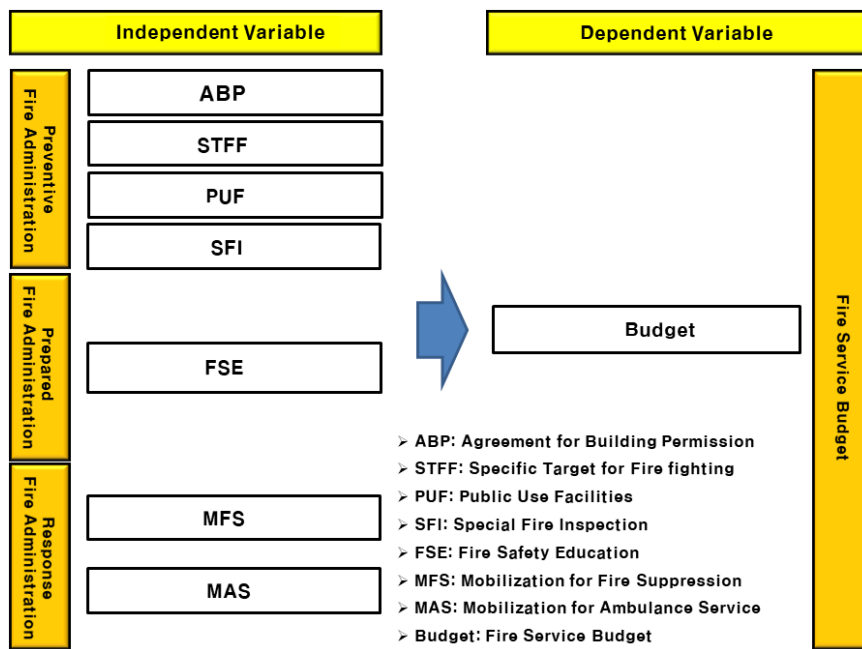 Independent Variable
Dependent Variable
Preventive
Fire Administration
ABP
STFF
PUF
SFI
Prepared
Fire Administration
FSE
Response
Fire Administration
MFS
MAS
Budget
Fire Service Budget
➢ ABP: Agreement for Building Permission
➢ STFF: Specific Target for Fire fighting
➢ PUF: Public Use Facilities
➢ SFI: Special Fire Inspection
➢ FSE: Fire Safety Education
➢ MFS: Mobilization for Fire Suppression
➢ MAS: Mobilization for Ambulance Service
➢ Budget: Fire Service Budget